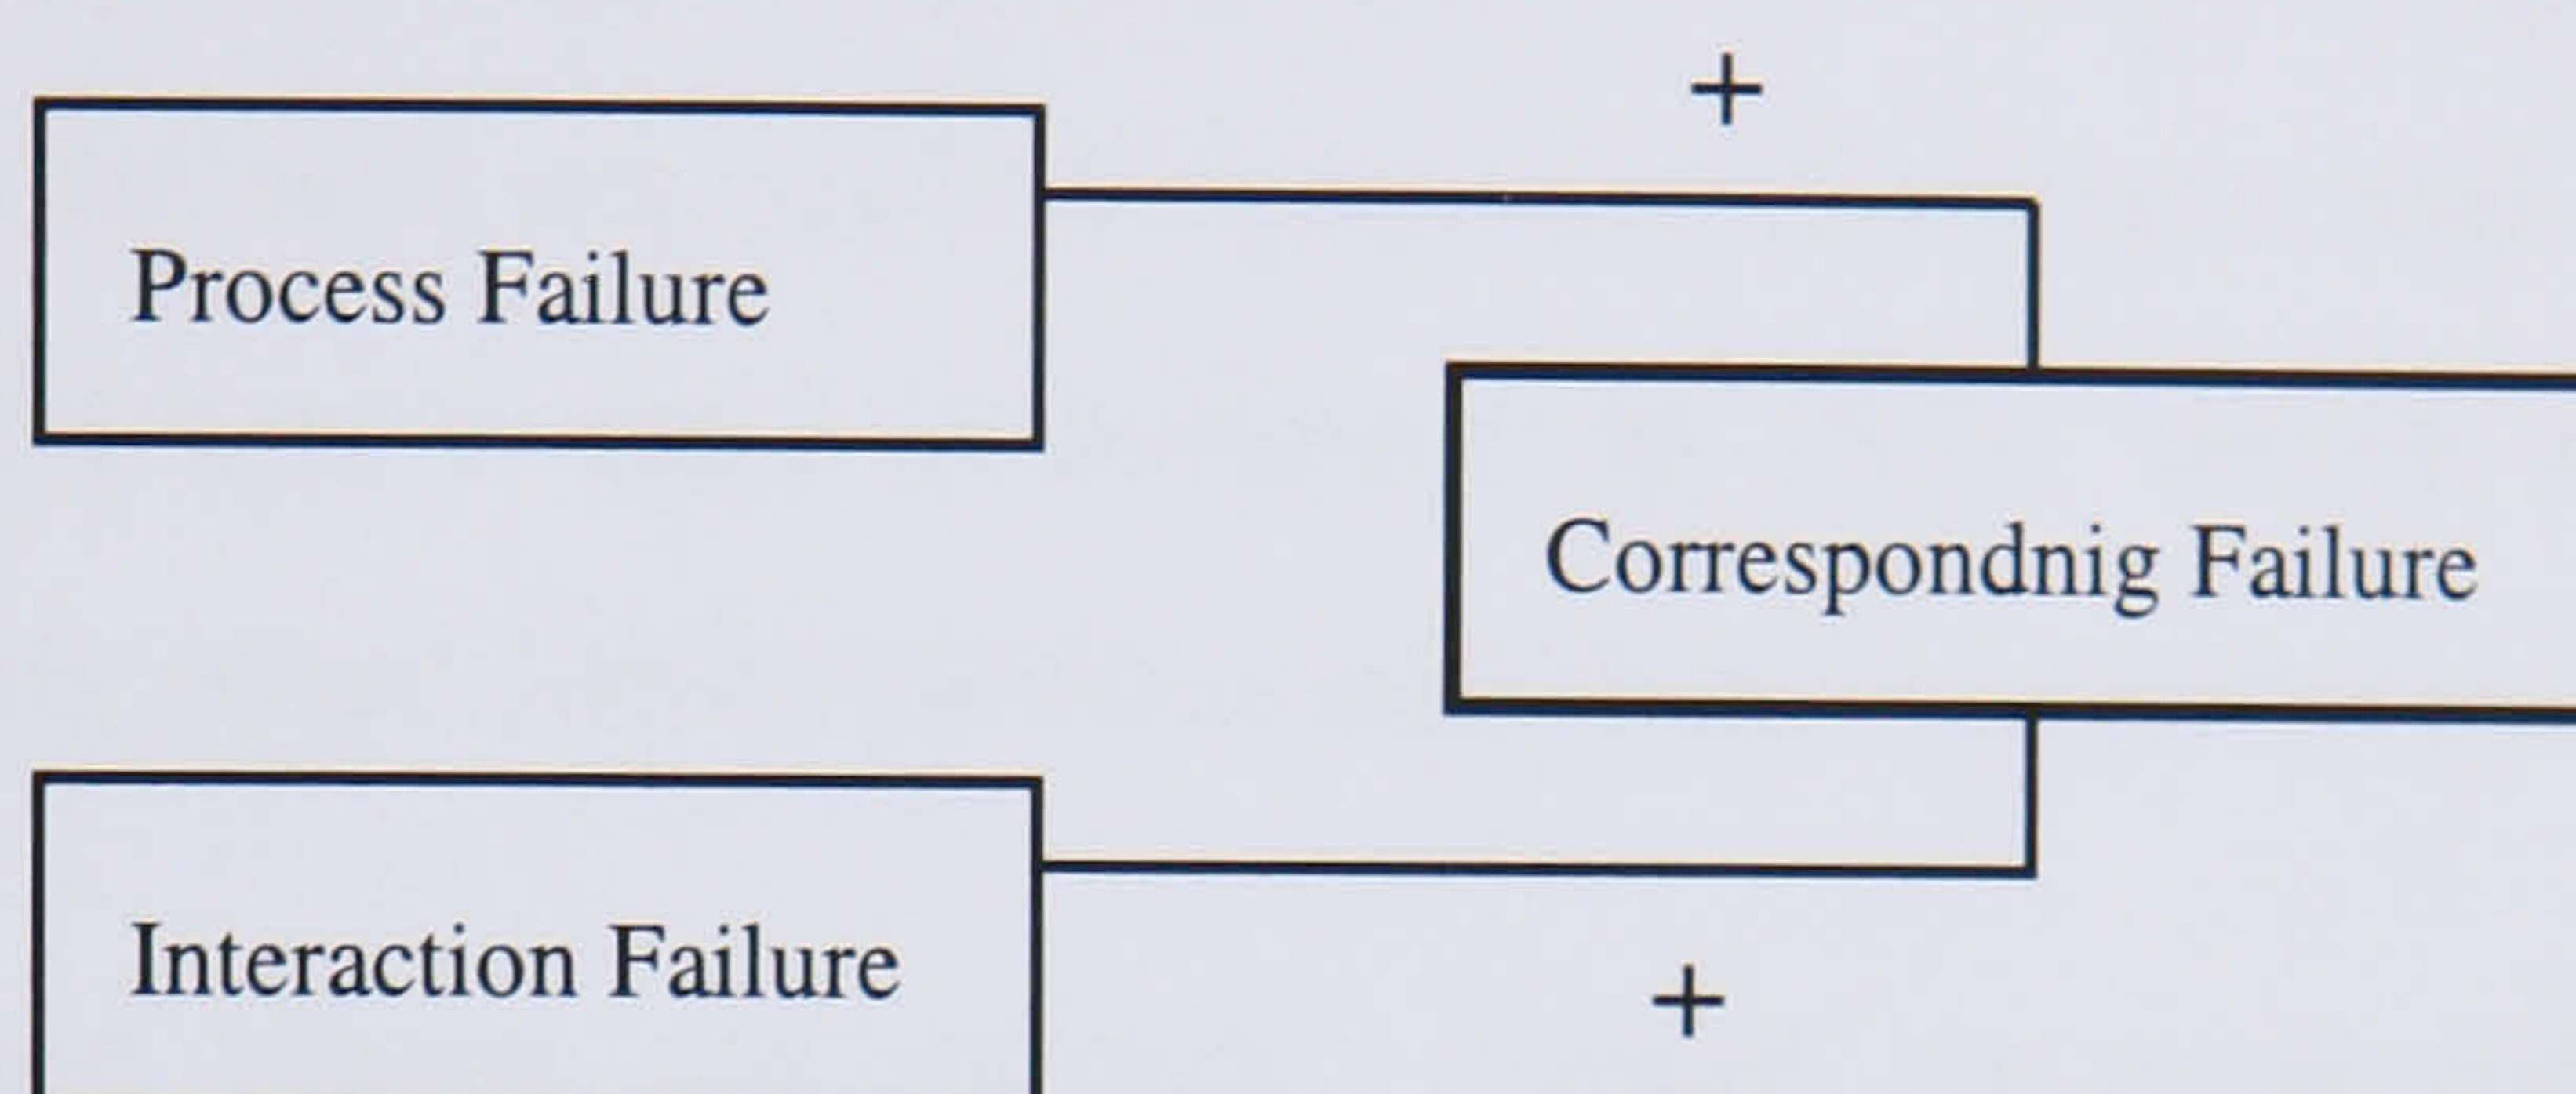 +
Process Failure
Correspondnig Failure
Interaction Failure
+